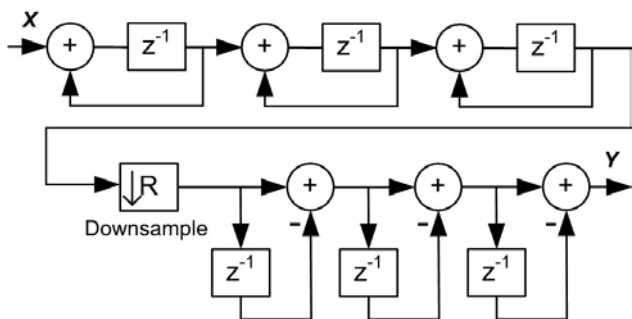 X
+ z⁻¹ + z⁻¹ + z⁻¹
↓R
Downsample
+ + + Y
− − −
z⁻¹ z⁻¹ z⁻¹